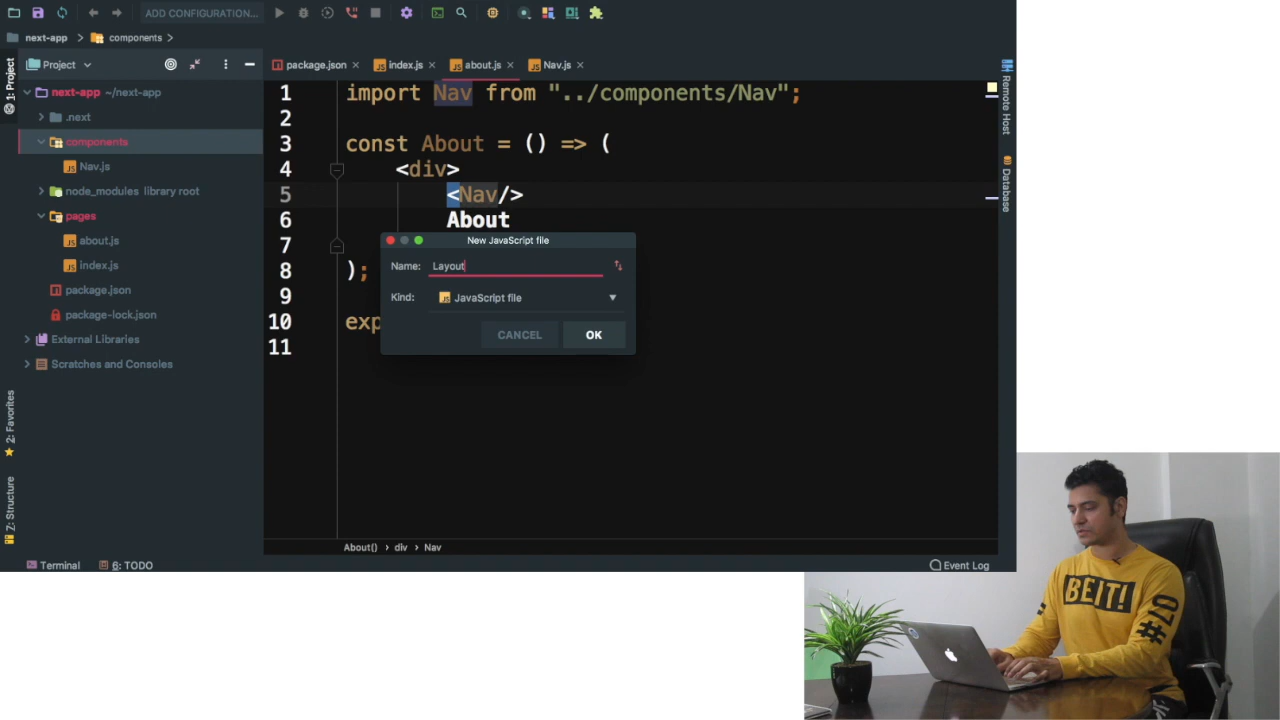 ADD CONFIGURATION...
next-app > components >
1: Project
Project
package.json ×
index.js ×
about.js ×
Nav.js ×
next-app ~/next-app
.next
components
Nav.js
node_modules library root
pages
about.js
index.js
package.json
package-lock.json
External Libraries
Scratches and Consoles
1 import Nav from "../components/Nav";
2
3 const About = () => (
4 <div>
5 <Nav/>
6 About
7
8 );
9
10 exp
11
New JavaScript file
Name: Layout
Kind: JavaScript file
CANCEL OK
Remote Host
Database
2: Favorites
Z: Structure
About() > div > Nav
Terminal
6: TODO
Event Log
BEIT!
#07